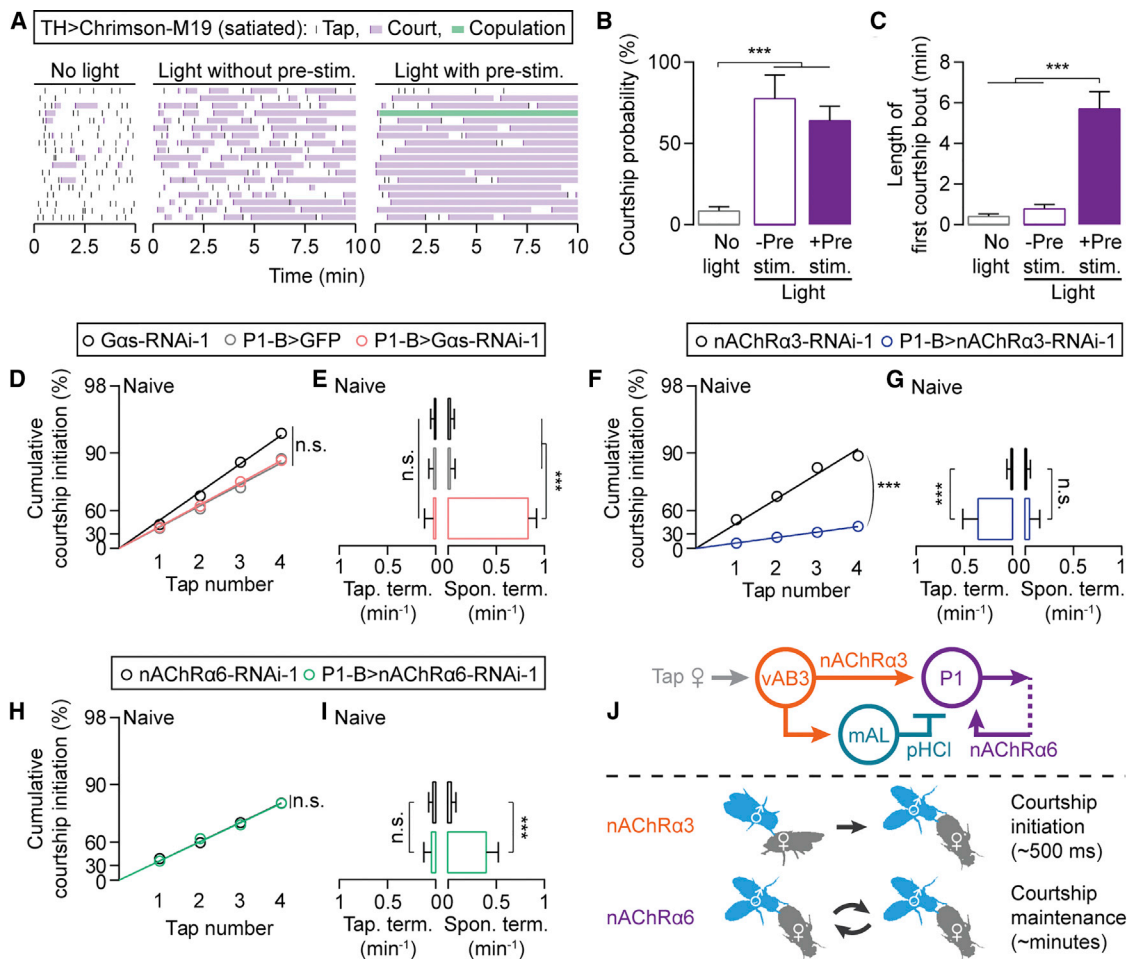 A
TH>Chrimson-M19 (satiated): Tap, Court, Copulation
No light
Light without pre-stim.
Light with pre-stim.
0 5
0 2.5 5 7.5 10
0 2.5 5 7.5 10
Time (min)
B
Courtship probability (%)
100
50
0
***
No light
-Pre stim.
+Pre stim.
Light
C
Length of
first courtship bout (min)
8
6
4
2
0
***
No light
-Pre stim.
+Pre stim.
Light
Gαs-RNAi-1 P1-B>GFP P1-B>Gαs-RNAi-1
D
Naive
Cumulative
courtship initiation (%)
98
90
60
30
0
n.s.
1 2 3 4
Tap number
E
Naive
n.s.
***
1 0.5 0
0 0.5 1
Tap. term.
(min-1)
Spon. term.
(min-1)
nAChRα3-RNAi-1 P1-B>nAChRα3-RNAi-1
F
Naive
Cumulative
courtship initiation (%)
98
90
60
30
0
***
1 2 3 4
Tap number
G
Naive
***
n.s.
1 0.5 0
0 0.5 1
Tap. term.
(min-1)
Spon. term.
(min-1)
nAChRα6-RNAi-1 P1-B>nAChRα6-RNAi-1
H
Naive
Cumulative
courtship initiation (%)
98
90
60
30
0
n.s.
1 2 3 4
Tap number
I
Naive
n.s.
***
1 0.5 0
0 0.5 1
Tap. term.
(min-1)
Spon. term.
(min-1)
J
Tap ♀
vAB3
nAChRα3
P1
mAL
pHCl
nAChRα6
nAChRα3
♂
♀
♂
♀
Courtship
initiation
(~500 ms)
nAChRα6
♂
♀
♂
♀
Courtship
maintenance
(~minutes)